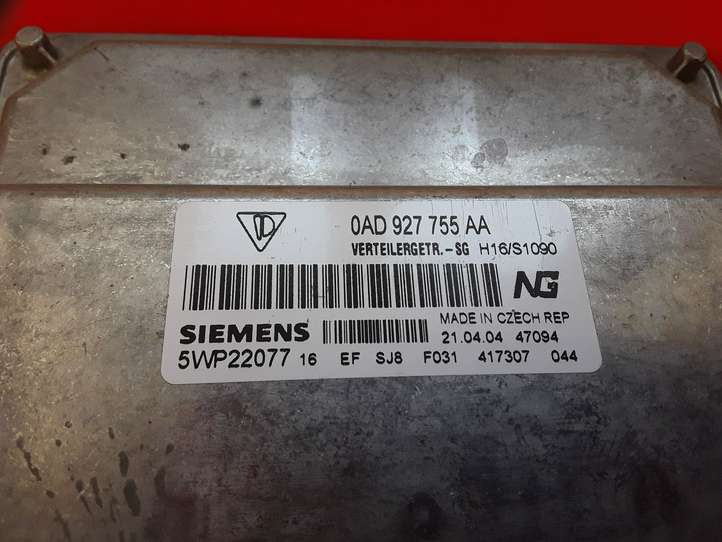 0AD 927 755 AA
VERTEILERGETR.-SG H16/S1090
NG
SIEMENS
MADE IN CZECH REP
21.04.04 47094
5WP22077 16 EF SJ8 F031 417307 044